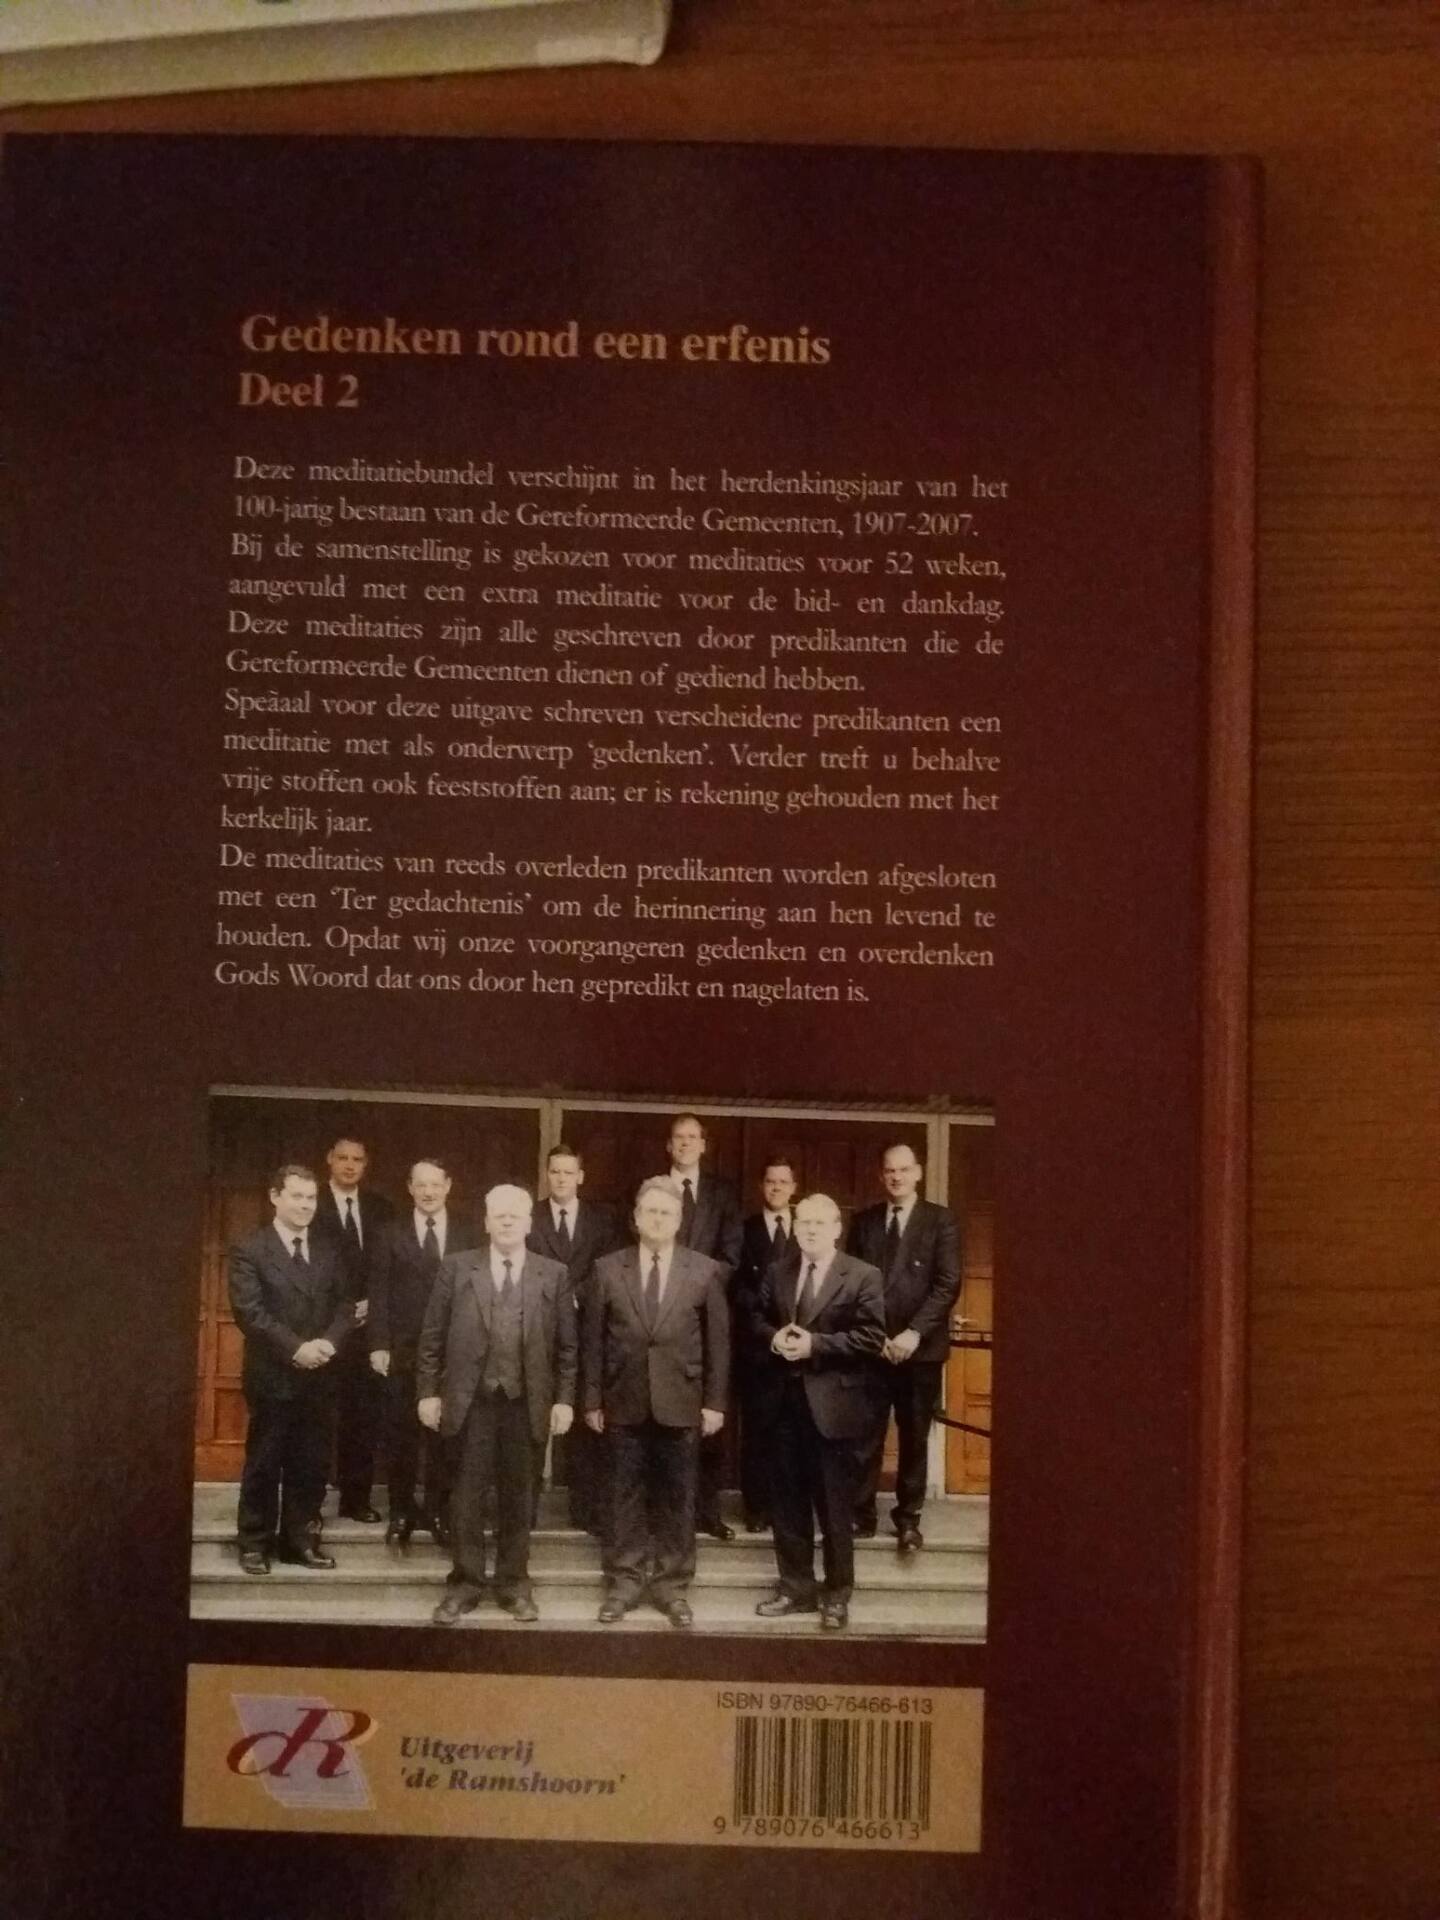 Gedenken rond een erfenis
Deel 2
Deze meditatiebundel verschijnt in het herdenkingsjaar van het
100-jarig bestaan van de Gereformeerde Gemeenten, 1907-2007.
Bij de samenstelling is gekozen voor meditaties voor 52 weken,
aangevuld met een extra meditatie voor de bid- en dankdag.
Deze meditaties zijn alle geschreven door predikanten die de
Gereformeerde Gemeenten dienen of gediend hebben.
Speãaal voor deze uitgave schreven verscheidene predikanten een
meditatie met als onderwerp ‘gedenken’. Verder treft u behalve
vrije stoffen ook feeststoffen aan; er is rekening gehouden met het
kerkelijk jaar.
De meditaties van reeds overleden predikanten worden afgesloten
met een ‘Ter gedachtenis’ om de herinnering aan hen levend te
houden. Opdat wij onze voorgangeren gedenken en overdenken
Gods Woord dat ons door hen gepredikt en nagelaten is.
dR
Uitgeverij
'de Ramshoorn'
ISBN 97890-76466-613
9 789076 466613